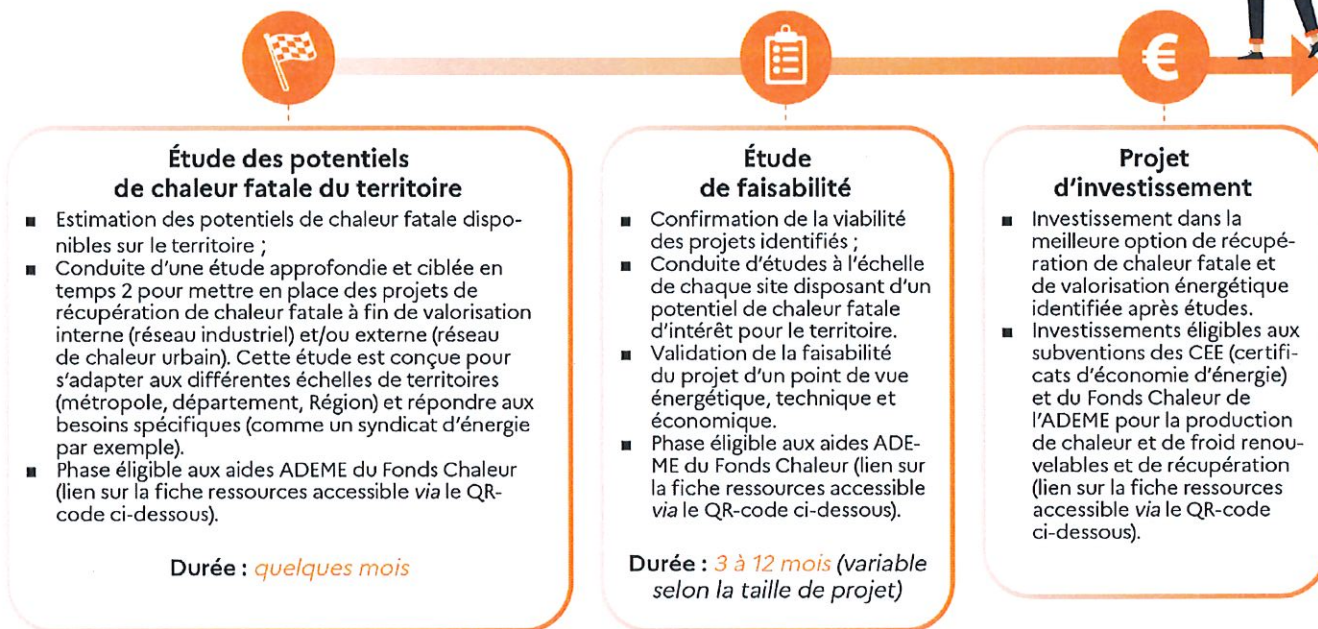 €
Étude des potentiels
de chaleur fatale du territoire
■ Estimation des potentiels de chaleur fatale dispo-
nibles sur le territoire ;
■ Conduite d'une étude approfondie et ciblée en
temps 2 pour mettre en place des projets de
récupération de chaleur fatale à fin de valorisation
interne (réseau industriel) et/ou externe (réseau
de chaleur urbain). Cette étude est conçue pour
s'adapter aux différentes échelles de territoires
(métropole, département, Région) et répondre aux
besoins spécifiques (comme un syndicat d'énergie
par exemple).
■ Phase éligible aux aides ADEME du Fonds Chaleur
(lien sur la fiche ressources accessible via le QR-
code ci-dessous).
Durée : quelques mois
Étude
de faisabilité
■ Confirmation de la viabilité
des projets identifiés ;
■ Conduite d'études à l'échelle
de chaque site disposant d'un
potentiel de chaleur fatale
d'intérêt pour le territoire.
■ Validation de la faisabilité
du projet d'un point de vue
énergétique, technique et
économique.
■ Phase éligible aux aides ADE-
ME du Fonds Chaleur (lien sur
la fiche ressources accessible
via le QR-code ci-dessous).
Durée : 3 à 12 mois (variable
selon la taille de projet)
Projet
d'investissement
■ Investissement dans la
meilleure option de récupé-
ration de chaleur fatale et
de valorisation énergétique
identifiée après études.
■ Investissements éligibles aux
subventions des CEE (certifi-
cats d'économie d'énergie)
et du Fonds Chaleur de
l'ADEME pour la production
de chaleur et de froid renou-
velables et de récupération
(lien sur la fiche ressources
accessible via le QR-code
ci-dessous).